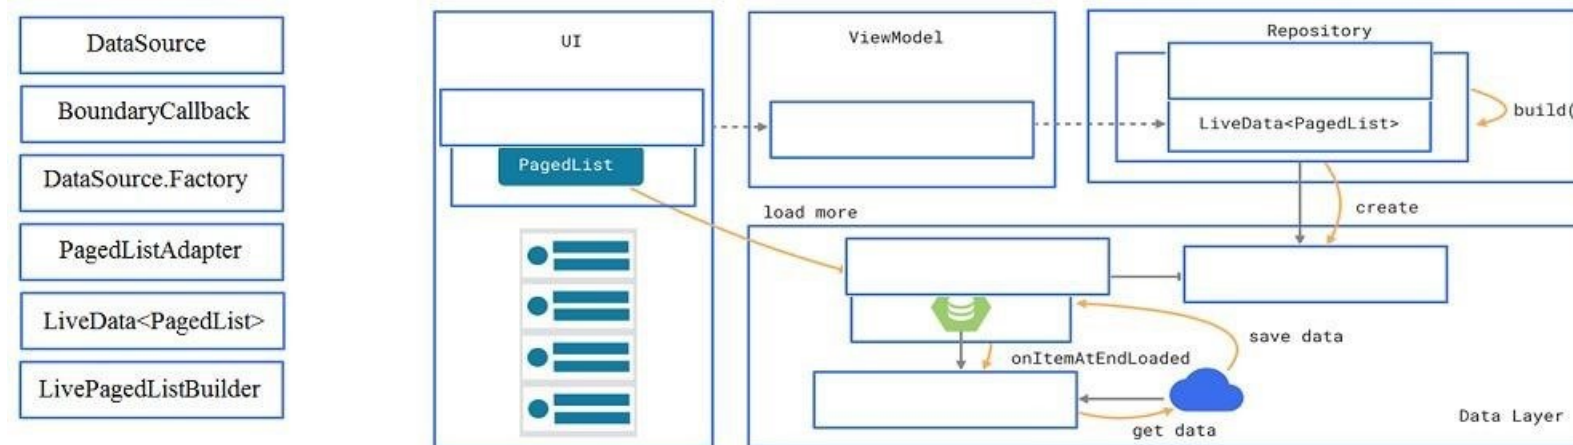 DataSource
BoundaryCallback
DataSource.Factory
PagedListAdapter
LiveData<PagedList>
LivePagedListBuilder
UI
PagedList
ViewModel
Repository
LiveData<PagedList>
build(
create
load more
onItemAtEndLoaded
save data
get data
Data Layer